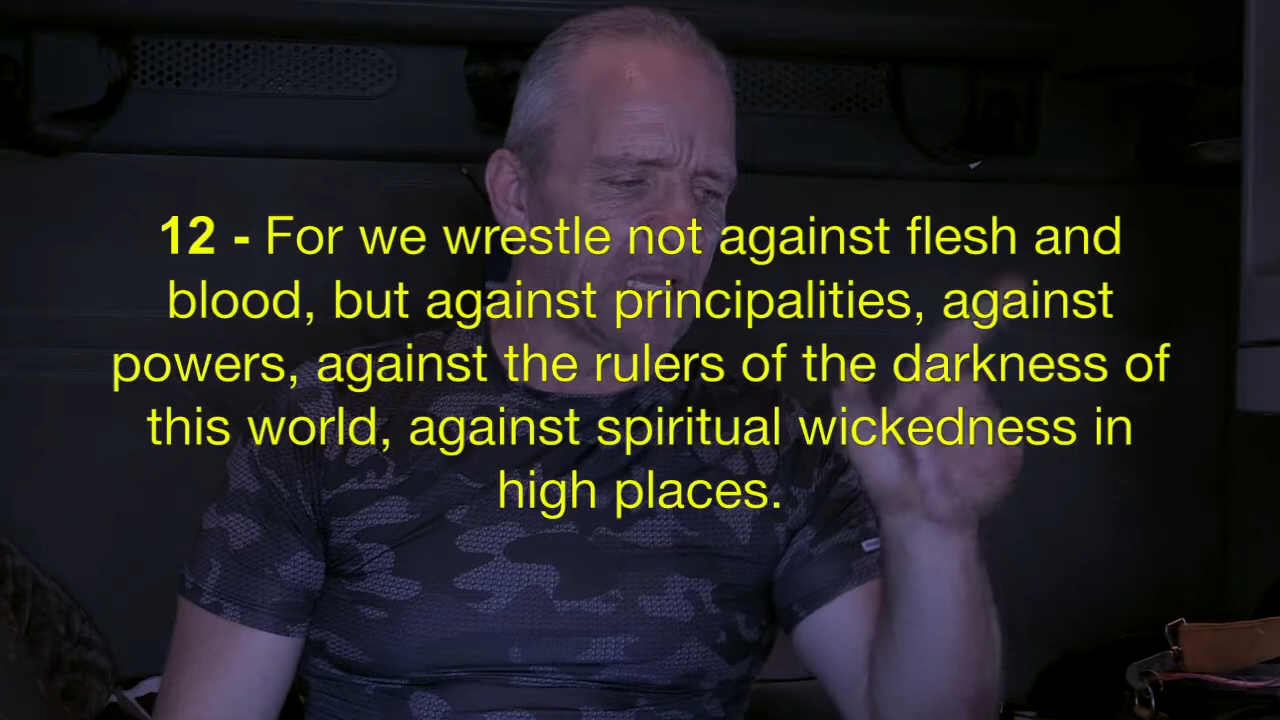 12 - For we wrestle not against flesh and
blood, but against principalities, against
powers, against the rulers of the darkness of
this world, against spiritual wickedness in
high places.